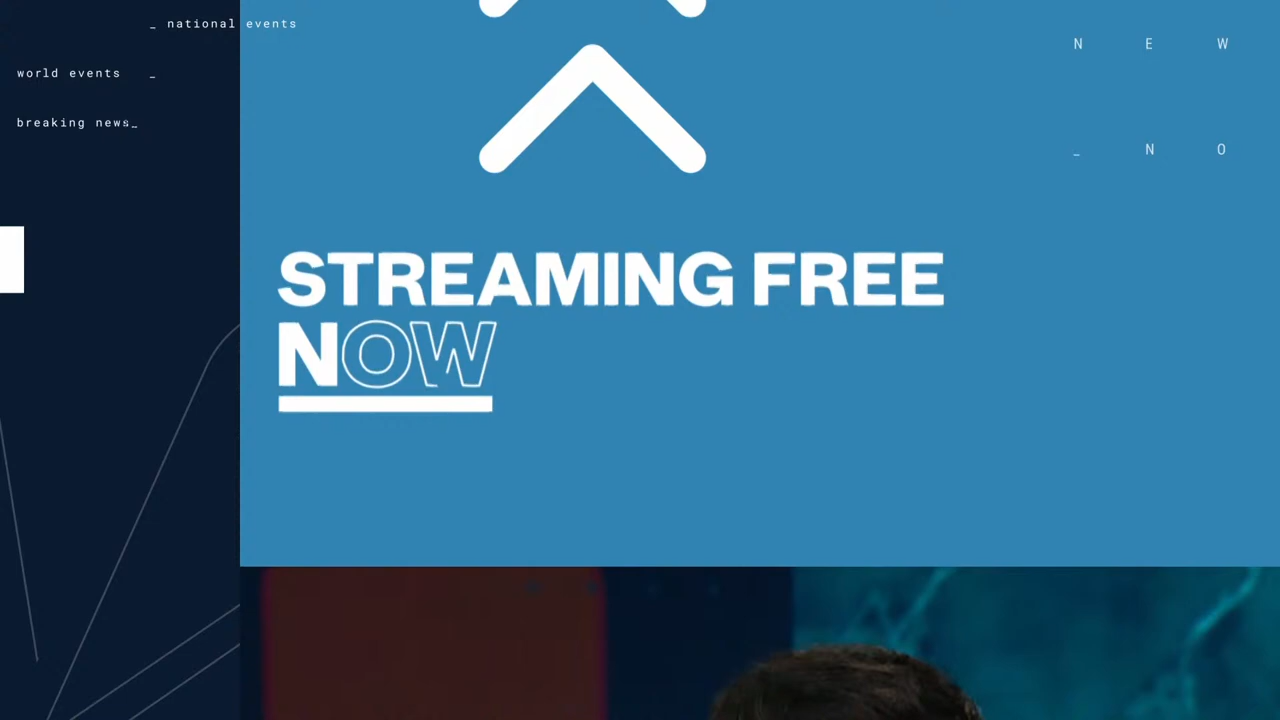 _ national events
world events _
breaking news_
N E W
_ N O
STREAMING FREE
NOW